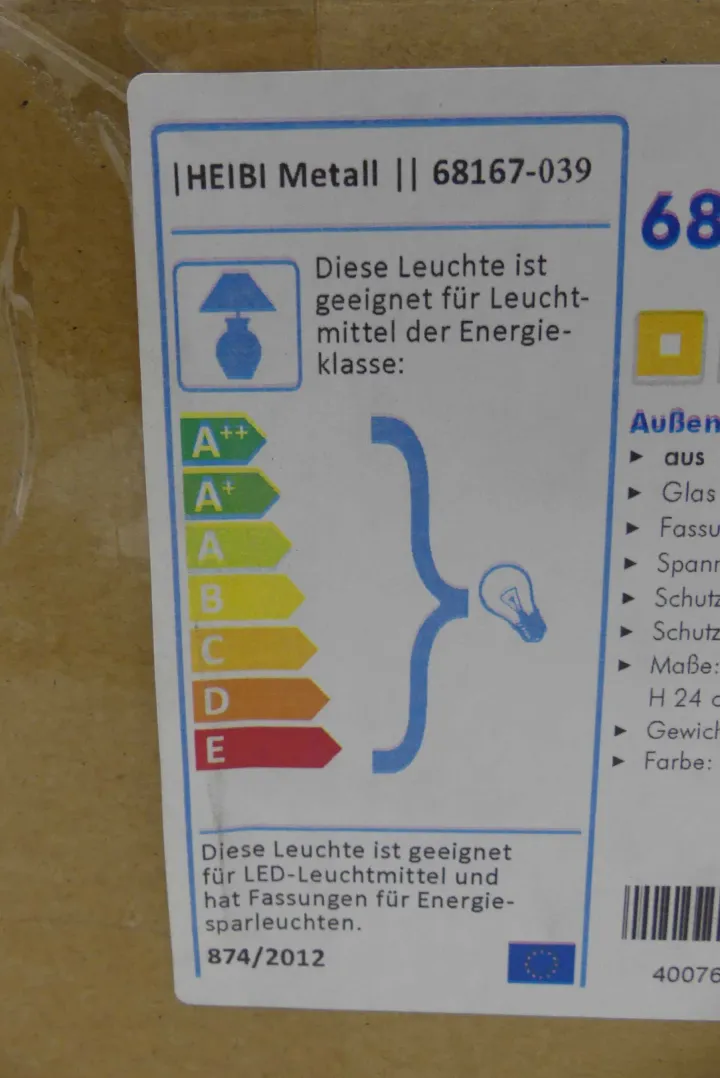 |HEIBI Metall || 68167-039
Diese Leuchte ist
geeignet für Leucht-
mittel der Energie-
klasse:
A++
A+
A
B
C
D
E
Diese Leuchte ist geeignet
für LED-Leuchtmittel und
hat Fassungen für Energie-
sparleuchten.
874/2012
68
Außen
▸ aus
▸ Glas
▸ Fassu
▸ Spann
▸ Schutz
▸ Schutz
▸ Maße:
H 24 c
▸ Gewich
▸ Farbe:
40076